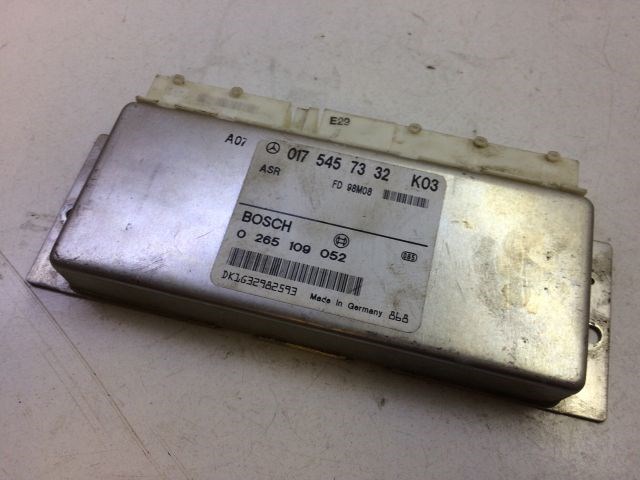 E29
A07
017 545 73 32 K03
ASR FD 98M08
BOSCH
0 265 109 052
DK1G32982593
Made in Germany 868